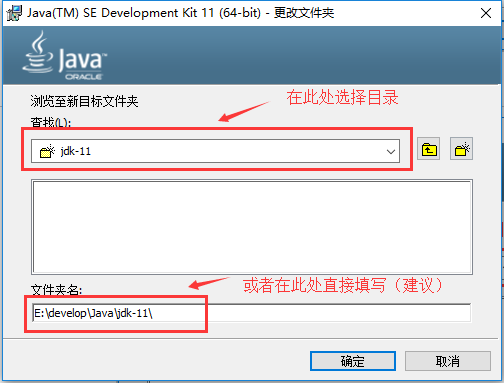 Java(TM) SE Development Kit 11 (64-bit) - 更改文件夹
Java
ORACLE
浏览至新目标文件夹
在此处选择目录
查找(L):
jdk-11
或者在此处直接填写（建议）
文件夹名:
E:\develop\Java\jdk-11\
确定
取消